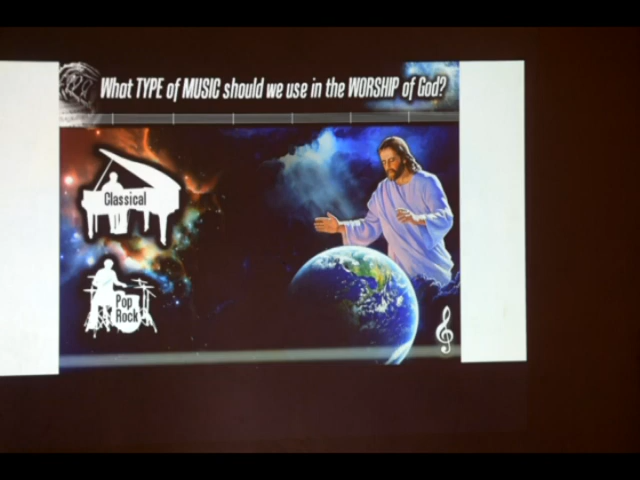 What TYPE of MUSIC should we use in the WORSHIP of God?
Classical
Pop
Rock